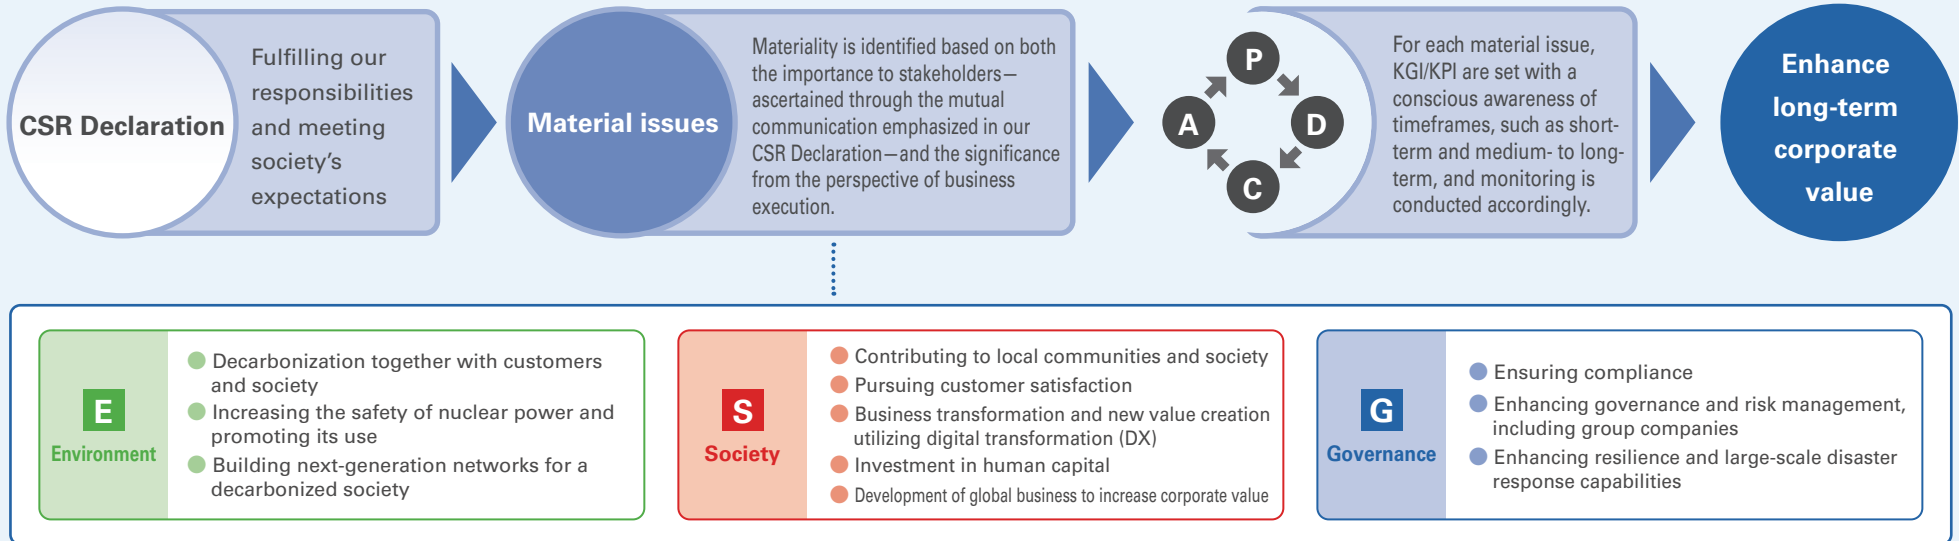 CSR Declaration
Fulfilling our
responsibilities
and meeting
society's
expectations
Material issues
Materiality is identified based on both
the importance to stakeholders—
ascertained through the mutual
communication emphasized in our
CSR Declaration—and the significance
from the perspective of business
execution.
P
D
C
A
For each material issue,
KGI/KPI are set with a
conscious awareness of
timeframes, such as short-
term and medium- to long-
term, and monitoring is
conducted accordingly.
Enhance
long-term
corporate
value
E
Environment
Decarbonization together with customers
and society
Increasing the safety of nuclear power and
promoting its use
Building next-generation networks for a
decarbonized society
S
Society
Contributing to local communities and society
Pursuing customer satisfaction
Business transformation and new value creation
utilizing digital transformation (DX)
Investment in human capital
Development of global business to increase corporate value
G
Governance
Ensuring compliance
Enhancing governance and risk management,
including group companies
Enhancing resilience and large-scale disaster
response capabilities